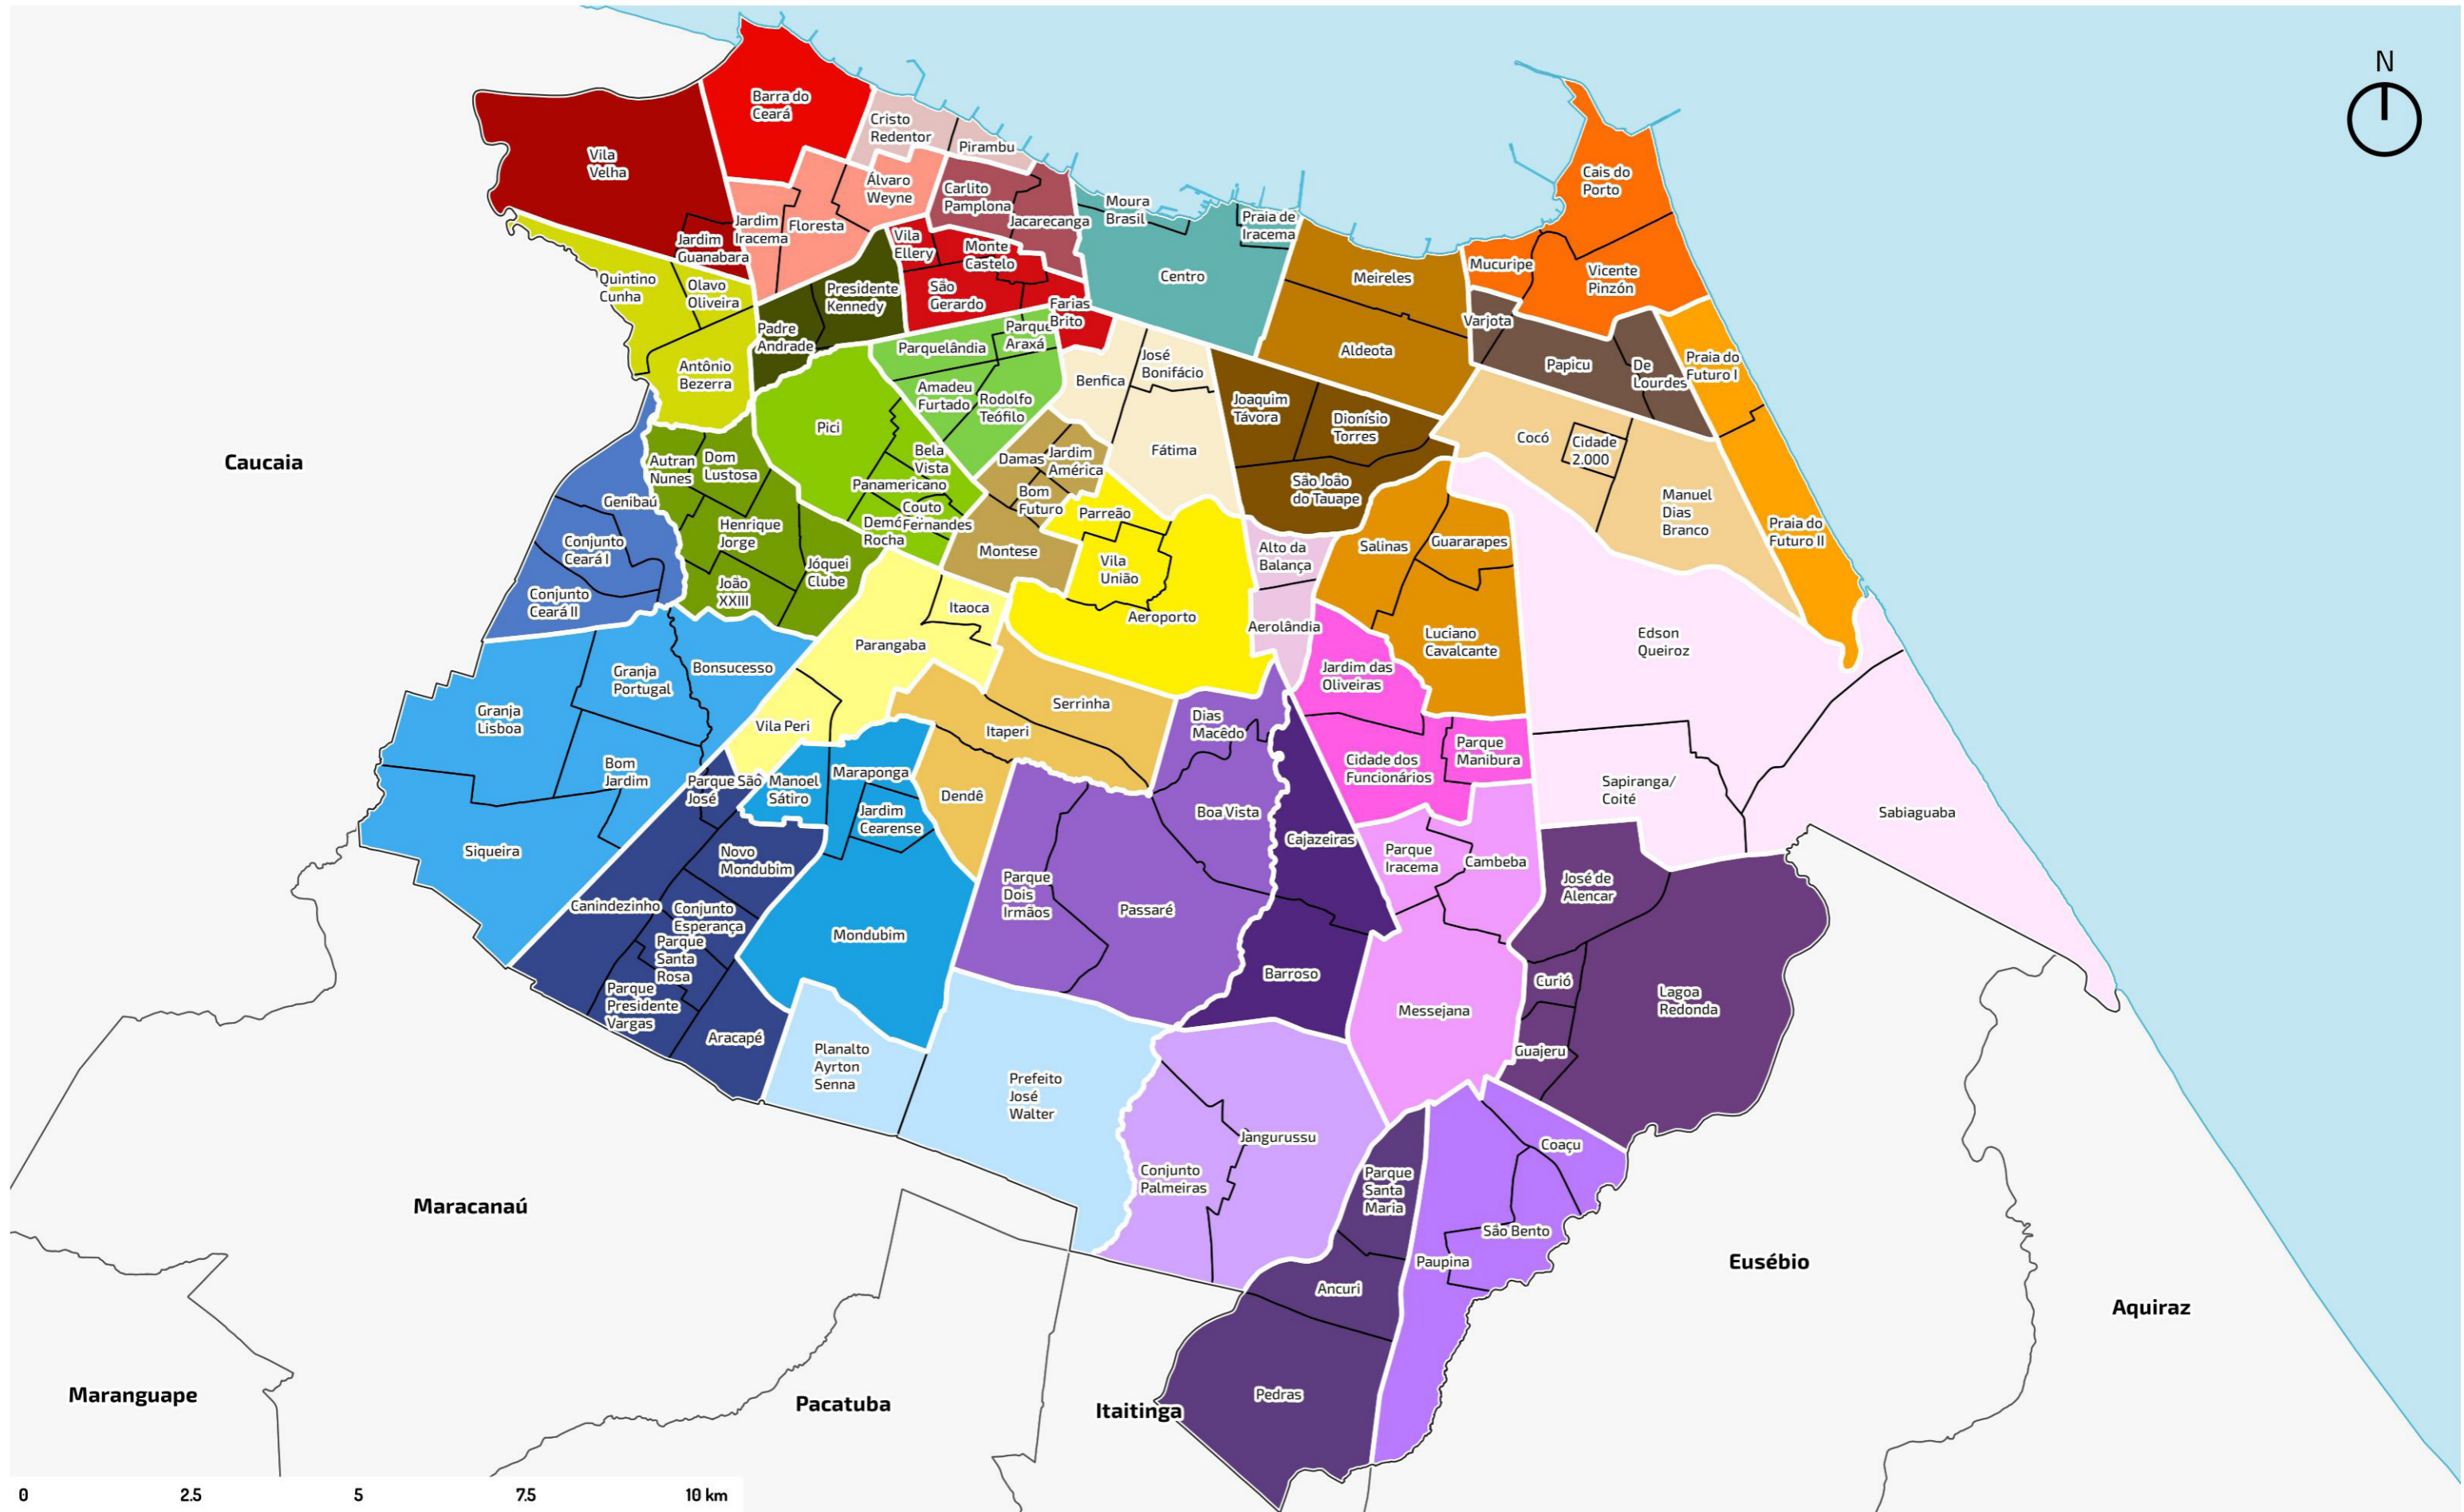 N
Barra do
Ceará
Cristo
Redentor
Pirambu
Vila
Velha
Álvaro
Weyne
Carlito
Pamplona
Jacarecanga
Moura
Brasil
Praia de
Iracema
Cais do
Porto
Jardim
Iracema
Floresta
Jardim
Guanabara
Vila
Ellery
Monte
Castelo
Centro
Meireles
Mucuripe
Vicente
Pinzón
Quintino
Cunha
Olavo
Oliveira
Presidente
Kennedy
São
Gerardo
Farias
Brito
Padre
Andrade
Parquelândia
Parque
Araxá
Varjota
Aldeota
Papicu
De
Lourdes
Praia do
Futuro I
Antônio
Bezerra
Amadeu
Furtado
Rodolfo
Teófilo
Benfica
José
Bonifácio
Joaquim
Távora
Dionísio
Torres
Pici
Cocó
Cidade
2.000
Caucaia
Autran
Nunes
Dom
Lustosa
Bela
Vista
Damas
Jardim
América
Fátima
Panamericano
São João
do Tauape
Genibaú
Bom
Futuro
Manuel
Dias
Branco
Henrique
Jorge
Couto
Fernandes
Demó
Rocha
Parreão
Praia do
Futuro II
Conjunto
Ceará I
Montese
Alto da
Balança
Salinas
Guararapes
Jóquei
Clube
Vila
União
João
XXIII
Conjunto
Ceará II
Itaoca
Aeroporto
Aerolândia
Parangaba
Luciano
Cavalcante
Edson
Queiroz
Granja
Portugal
Bonsucesso
Jardim das
Oliveiras
Granja
Lisboa
Vila Peri
Serrinha
Itaperi
Dias
Macêdo
Cidade dos
Funcionários
Parque
Manibura
Bom
Jardim
Parque São
José
Manoel
Sátiro
Maraponga
Dendê
Sapiranga/
Coité
Sabiaguaba
Jardim
Cearense
Boa Vista
Cajazeiras
Siqueira
Novo
Mondubim
Parque
Iracema
Cambeba
Parque
Dois
Irmãos
Passaré
José de
Alencar
Canindezinho
Conjunto
Esperança
Mondubim
Parque
Santa
Rosa
Barroso
Curió
Parque
Presidente
Vargas
Messejana
Lagoa
Redonda
Aracapé
Guajeru
Planalto
Ayrton
Senna
Prefeito
José
Walter
Jangurussu
Coaçu
Conjunto
Palmeiras
Parque
Santa
Maria
Maracanaú
São Bento
Paupina
Eusébio
Ancuri
Aquiraz
Maranguape
Pacatuba
Itaitinga
Pedras
0 2.5 5 7.5 10 km